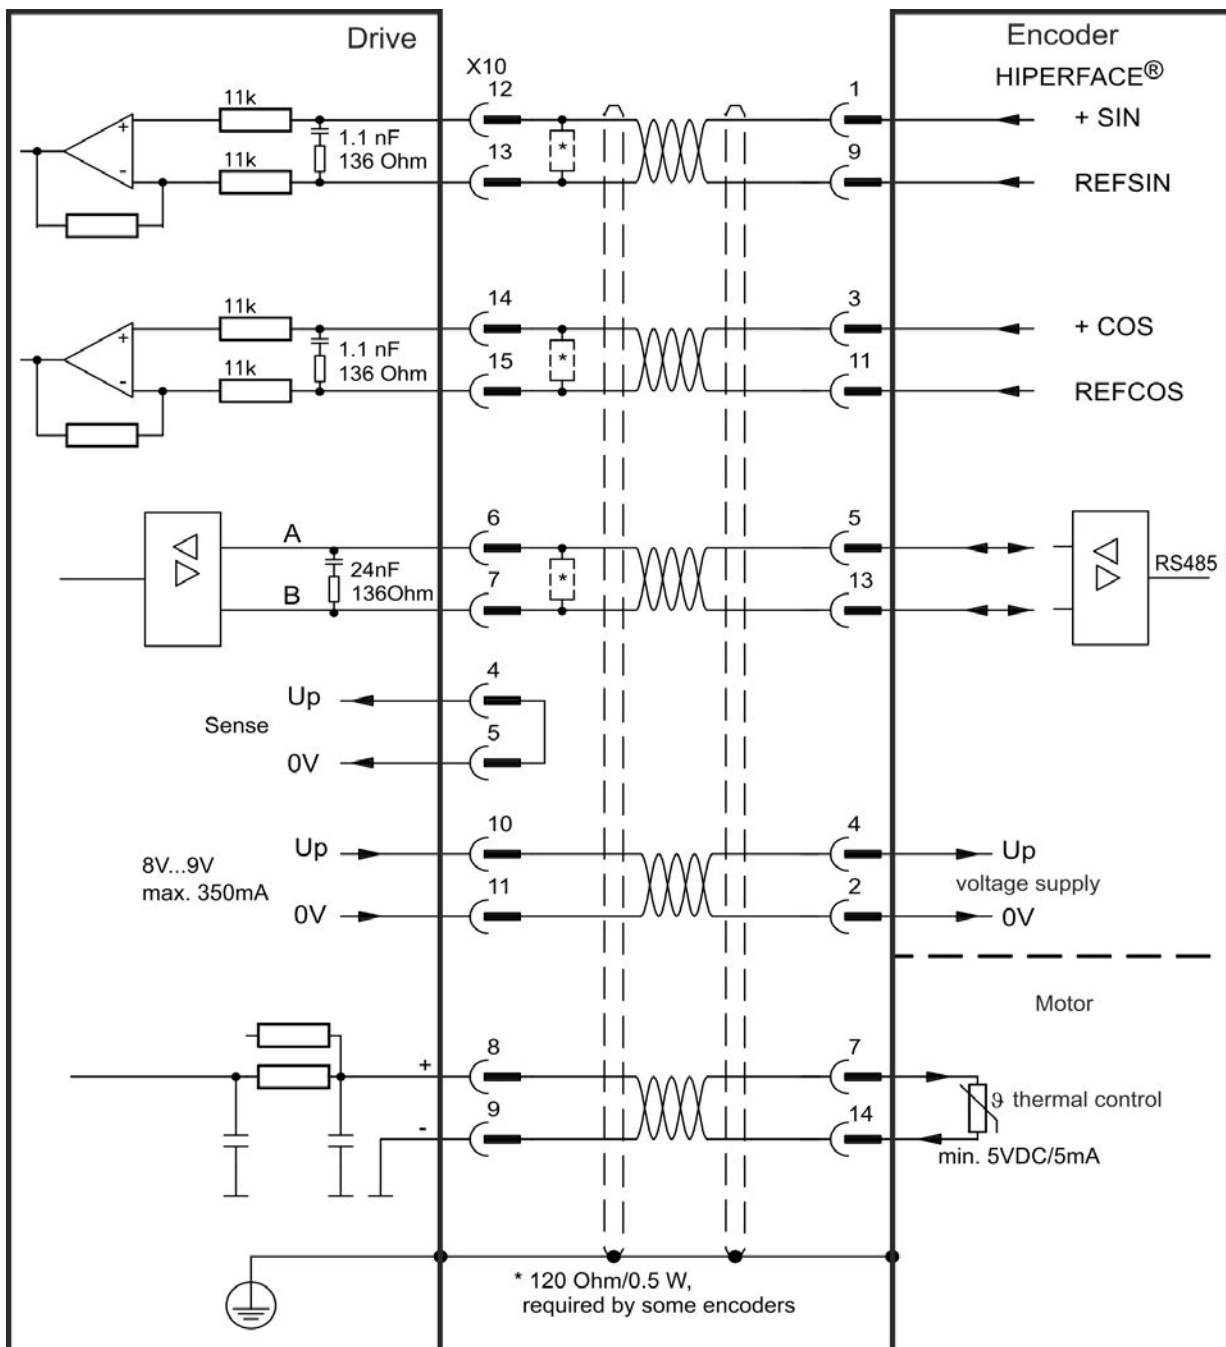 Drive
Encoder
HIPERFACE®
X10
12
1
11k
+
1.1 nF
136 Ohm
*
+ SIN
13
9
11k
-
REFSIN
14
3
11k
+
1.1 nF
136 Ohm
*
+ COS
15
11
11k
-
REFCOS
6
5
A
24nF
136Ohm
*
RS485
7
13
B
4
Up
Sense
5
0V
10
4
Up
Up
8V...9V
max. 350mA
voltage supply
11
2
0V
0V
Motor
8
7
+
ϑ thermal control
9
14
-
min. 5VDC/5mA
* 120 Ohm/0.5 W,
required by some encoders